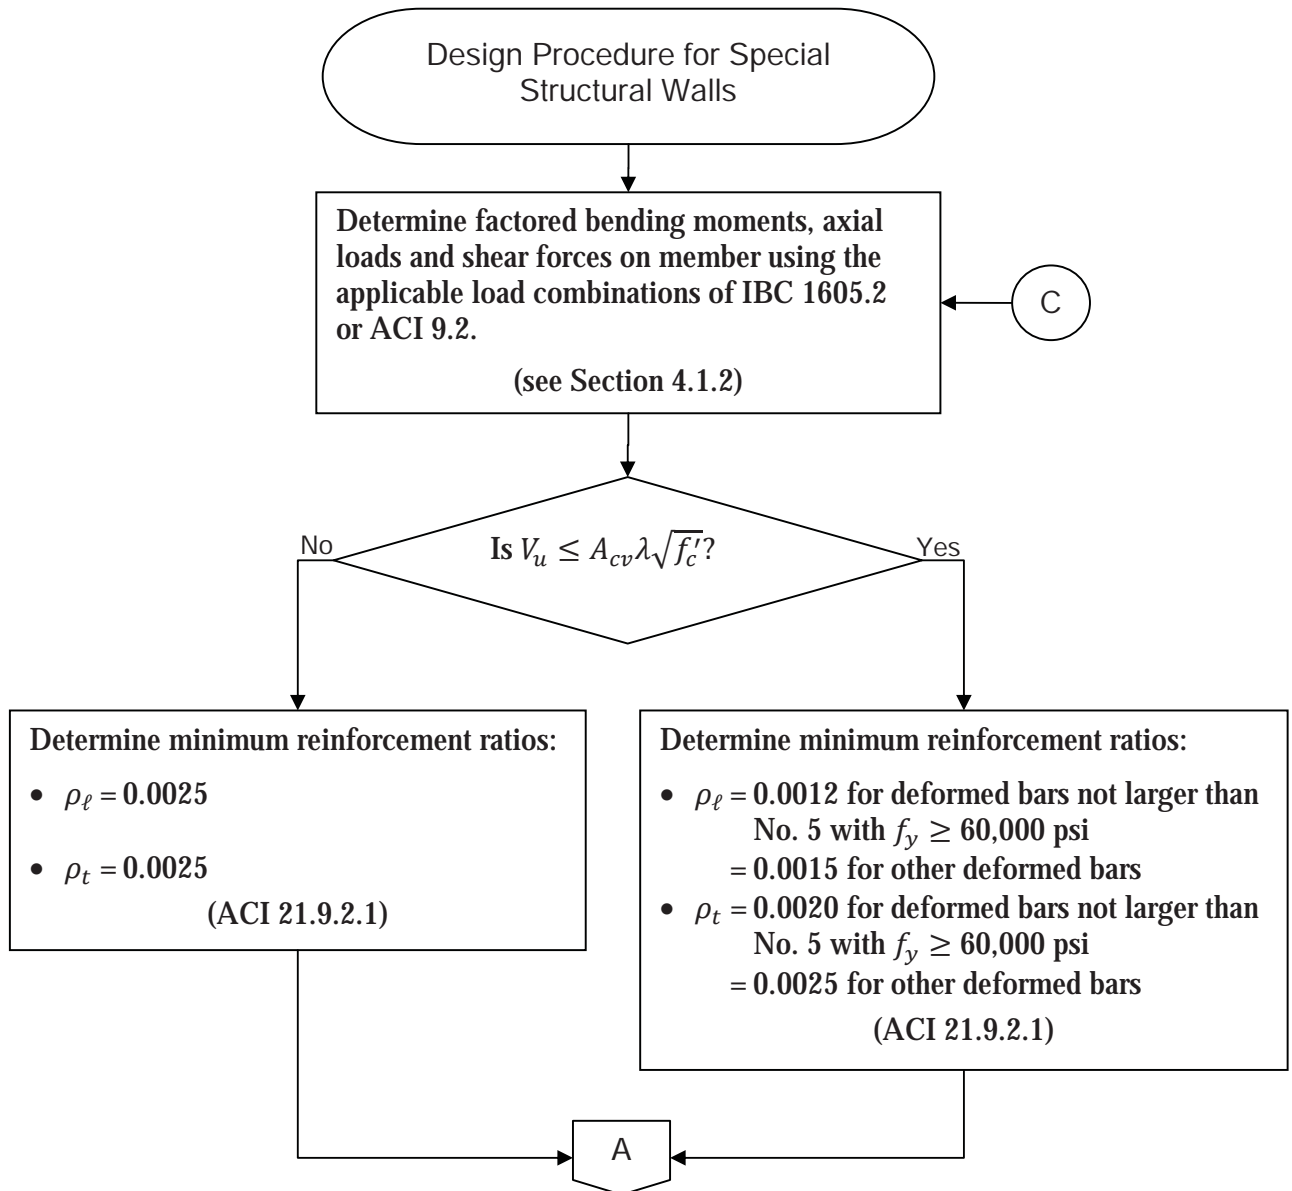 Design Procedure for Special
Structural Walls
Determine factored bending moments, axial
loads and shear forces on member using the
applicable load combinations of IBC 1605.2
or ACI 9.2.
(see Section 4.1.2)
C
No
Is V_u ≤ A_{cv}λ√f_c′?
Yes
Determine minimum reinforcement ratios:
• ρ_ℓ = 0.0025
• ρ_t = 0.0025
(ACI 21.9.2.1)
Determine minimum reinforcement ratios:
• ρ_ℓ = 0.0012 for deformed bars not larger than
No. 5 with f_y ≥ 60,000 psi
= 0.0015 for other deformed bars
• ρ_t = 0.0020 for deformed bars not larger than
No. 5 with f_y ≥ 60,000 psi
= 0.0025 for other deformed bars
(ACI 21.9.2.1)
A